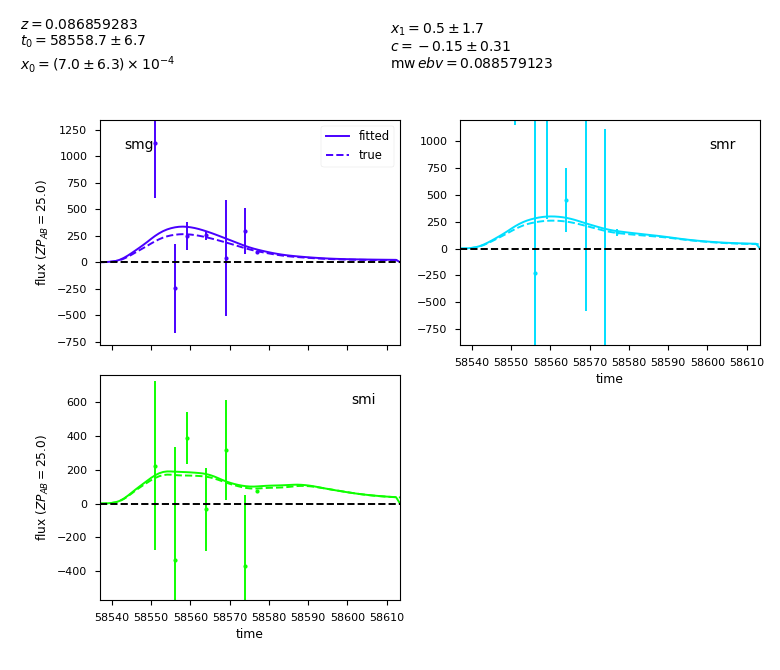 z = 0.086859283
t₀ = 58558.7 ± 6.7
x₀ = (7.0 ± 6.3) × 10⁻⁴
x₁ = 0.5 ± 1.7
c = −0.15 ± 0.31
mw ebv = 0.088579123
smg
fitted
true
1250
1000
750
500
250
0
−250
−500
−750
flux (ZP_AB = 25.0)
smr
1000
750
500
250
0
−250
−500
−750
58540 58550 58560 58570 58580 58590 58600 58610
time
smi
600
400
200
0
−200
−400
flux (ZP_AB = 25.0)
58540 58550 58560 58570 58580 58590 58600 58610
time